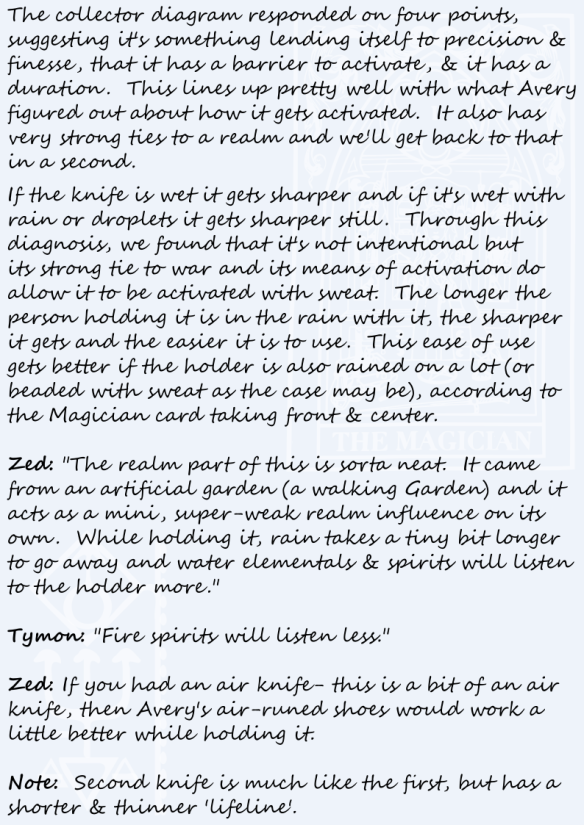 The collector diagram responded on four points,
suggesting it's something lending itself to precision &
finesse, that it has a barrier to activate, & it has a
duration. This lines up pretty well with what Avery
figured out about how it gets activated. It also has
very strong ties to a realm and we'll get back to that
in a second.
If the knife is wet it gets sharper and if it's wet with
rain or droplets it gets sharper still. Through this
diagnosis, we found that it's not intentional but
its strong tie to war and its means of activation do
allow it to be activated with sweat. The longer the
person holding it is in the rain with it, the sharper
it gets and the easier it is to use. This ease of use
gets better if the holder is also rained on a lot (or
beaded with sweat as the case may be), according to
the Magician card taking front & center.
THE MAGICIAN
Zed: "The realm part of this is sorta neat. It came
from an artificial garden (a walking Garden) and it
acts as a mini, super-weak realm influence on its
own. While holding it, rain takes a tiny bit longer
to go away and water elementals & spirits will listen
to the holder more."
Tymon: "Fire spirits will listen less."
Zed: If you had an air knife- this is a bit of an air
knife, then Avery's air-runed shoes would work a
little better while holding it.
Note: Second knife is much like the first, but has a
shorter & thinner 'lifeline'.